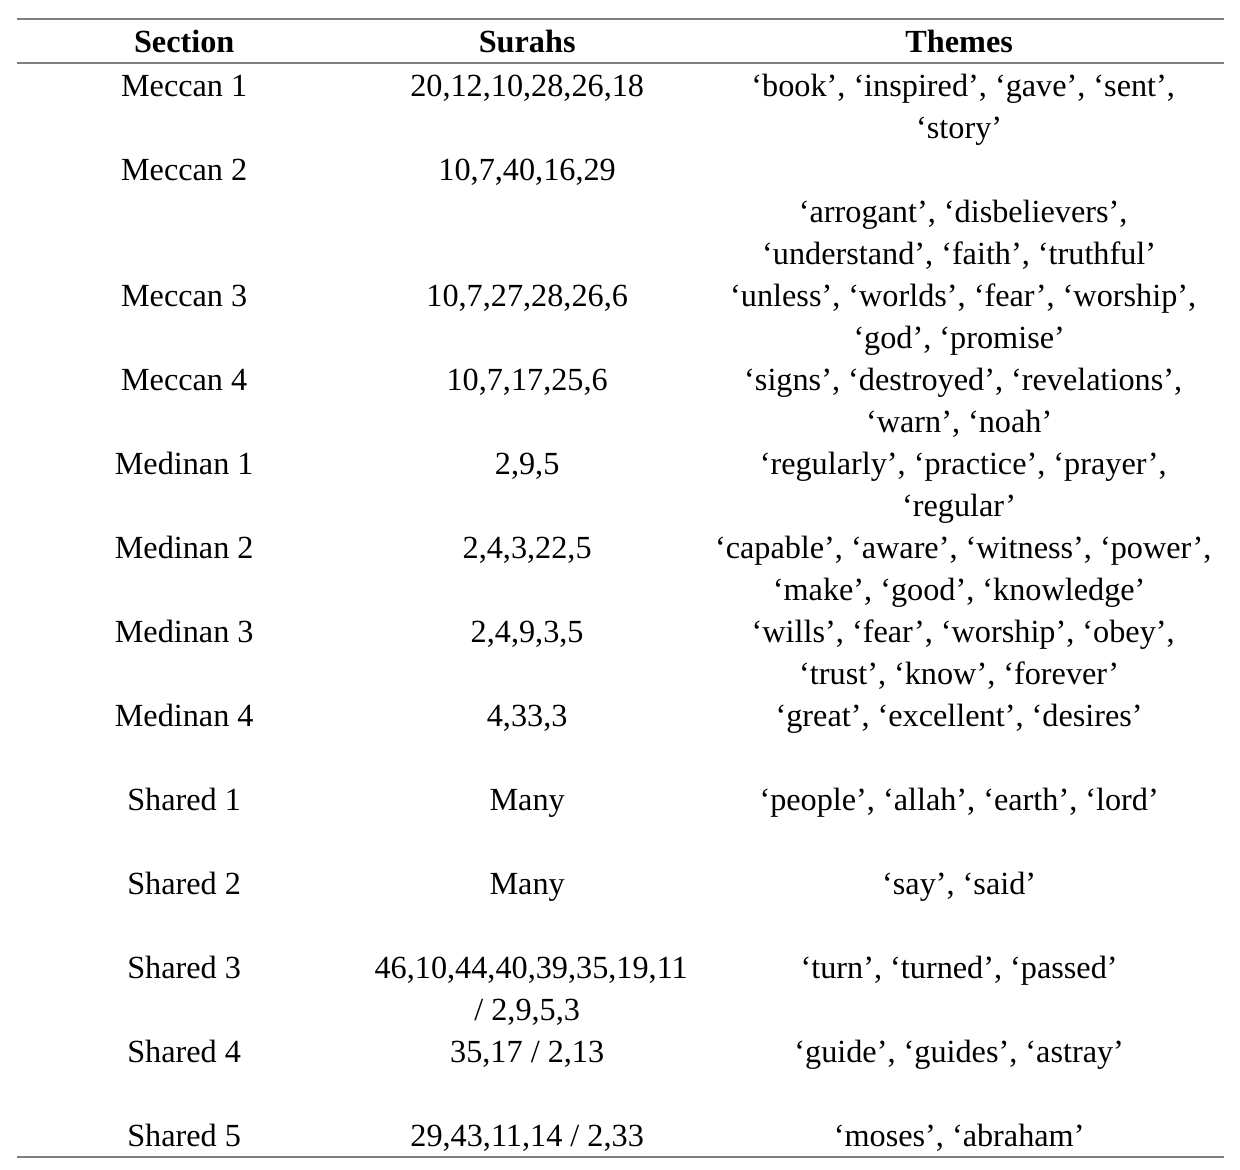 Section Surahs Themes
Meccan 1 20,12,10,28,26,18 ‘book’, ‘inspired’, ‘gave’, ‘sent’,
‘story’
Meccan 2 10,7,40,16,29
‘arrogant’, ‘disbelievers’,
‘understand’, ‘faith’, ‘truthful’
Meccan 3 10,7,27,28,26,6 ‘unless’, ‘worlds’, ‘fear’, ‘worship’,
‘god’, ‘promise’
Meccan 4 10,7,17,25,6 ‘signs’, ‘destroyed’, ‘revelations’,
‘warn’, ‘noah’
Medinan 1 2,9,5 ‘regularly’, ‘practice’, ‘prayer’,
‘regular’
Medinan 2 2,4,3,22,5 ‘capable’, ‘aware’, ‘witness’, ‘power’,
‘make’, ‘good’, ‘knowledge’
Medinan 3 2,4,9,3,5 ‘wills’, ‘fear’, ‘worship’, ‘obey’,
‘trust’, ‘know’, ‘forever’
Medinan 4 4,33,3 ‘great’, ‘excellent’, ‘desires’
Shared 1 Many ‘people’, ‘allah’, ‘earth’, ‘lord’
Shared 2 Many ‘say’, ‘said’
Shared 3 46,10,44,40,39,35,19,11 ‘turn’, ‘turned’, ‘passed’
/ 2,9,5,3
Shared 4 35,17 / 2,13 ‘guide’, ‘guides’, ‘astray’
Shared 5 29,43,11,14 / 2,33 ‘moses’, ‘abraham’